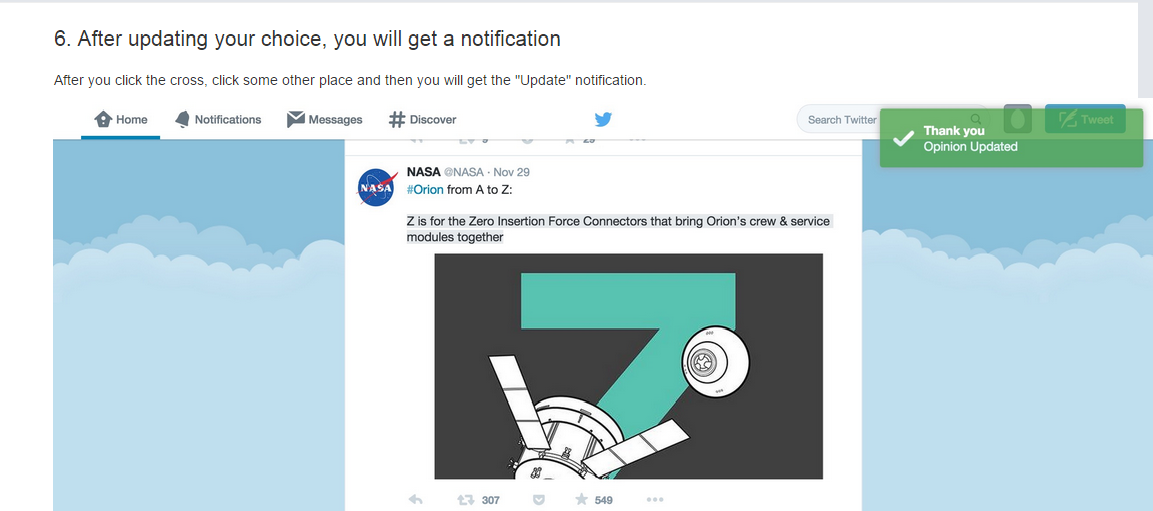 6. After updating your choice, you will get a notification
After you click the cross, click some other place and then you will get the "Update" notification.
Home Notifications Messages # Discover Search Twitter Tweet
Thank you
Opinion Updated
NASA @NASA · Nov 29
#Orion from A to Z:
Z is for the Zero Insertion Force Connectors that bring Orion's crew & service
modules together
NASA
Z
307 549